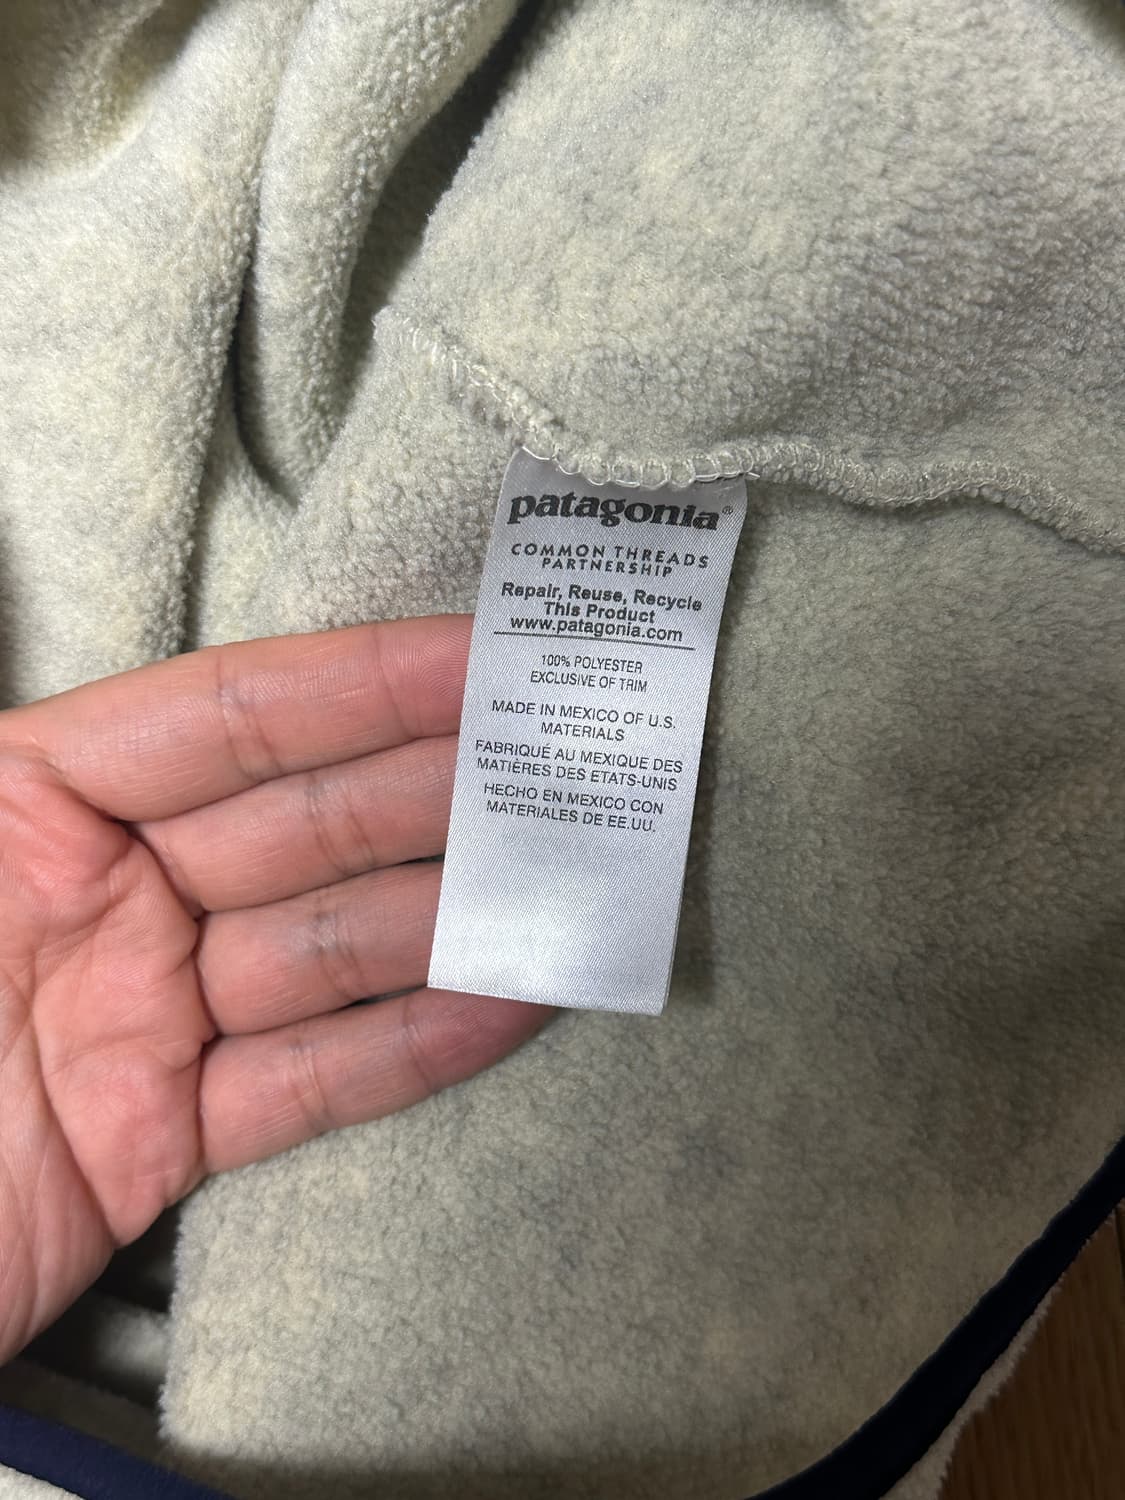 patagonia®
COMMON THREADS
PARTNERSHIP
Repair, Reuse, Recycle
This Product
www.patagonia.com
100% POLYESTER
EXCLUSIVE OF TRIM
MADE IN MEXICO OF U.S.
MATERIALS
FABRIQUÉ AU MEXIQUE DES
MATIÈRES DES ETATS-UNIS
HECHO EN MEXICO CON
MATERIALES DE EE.UU.